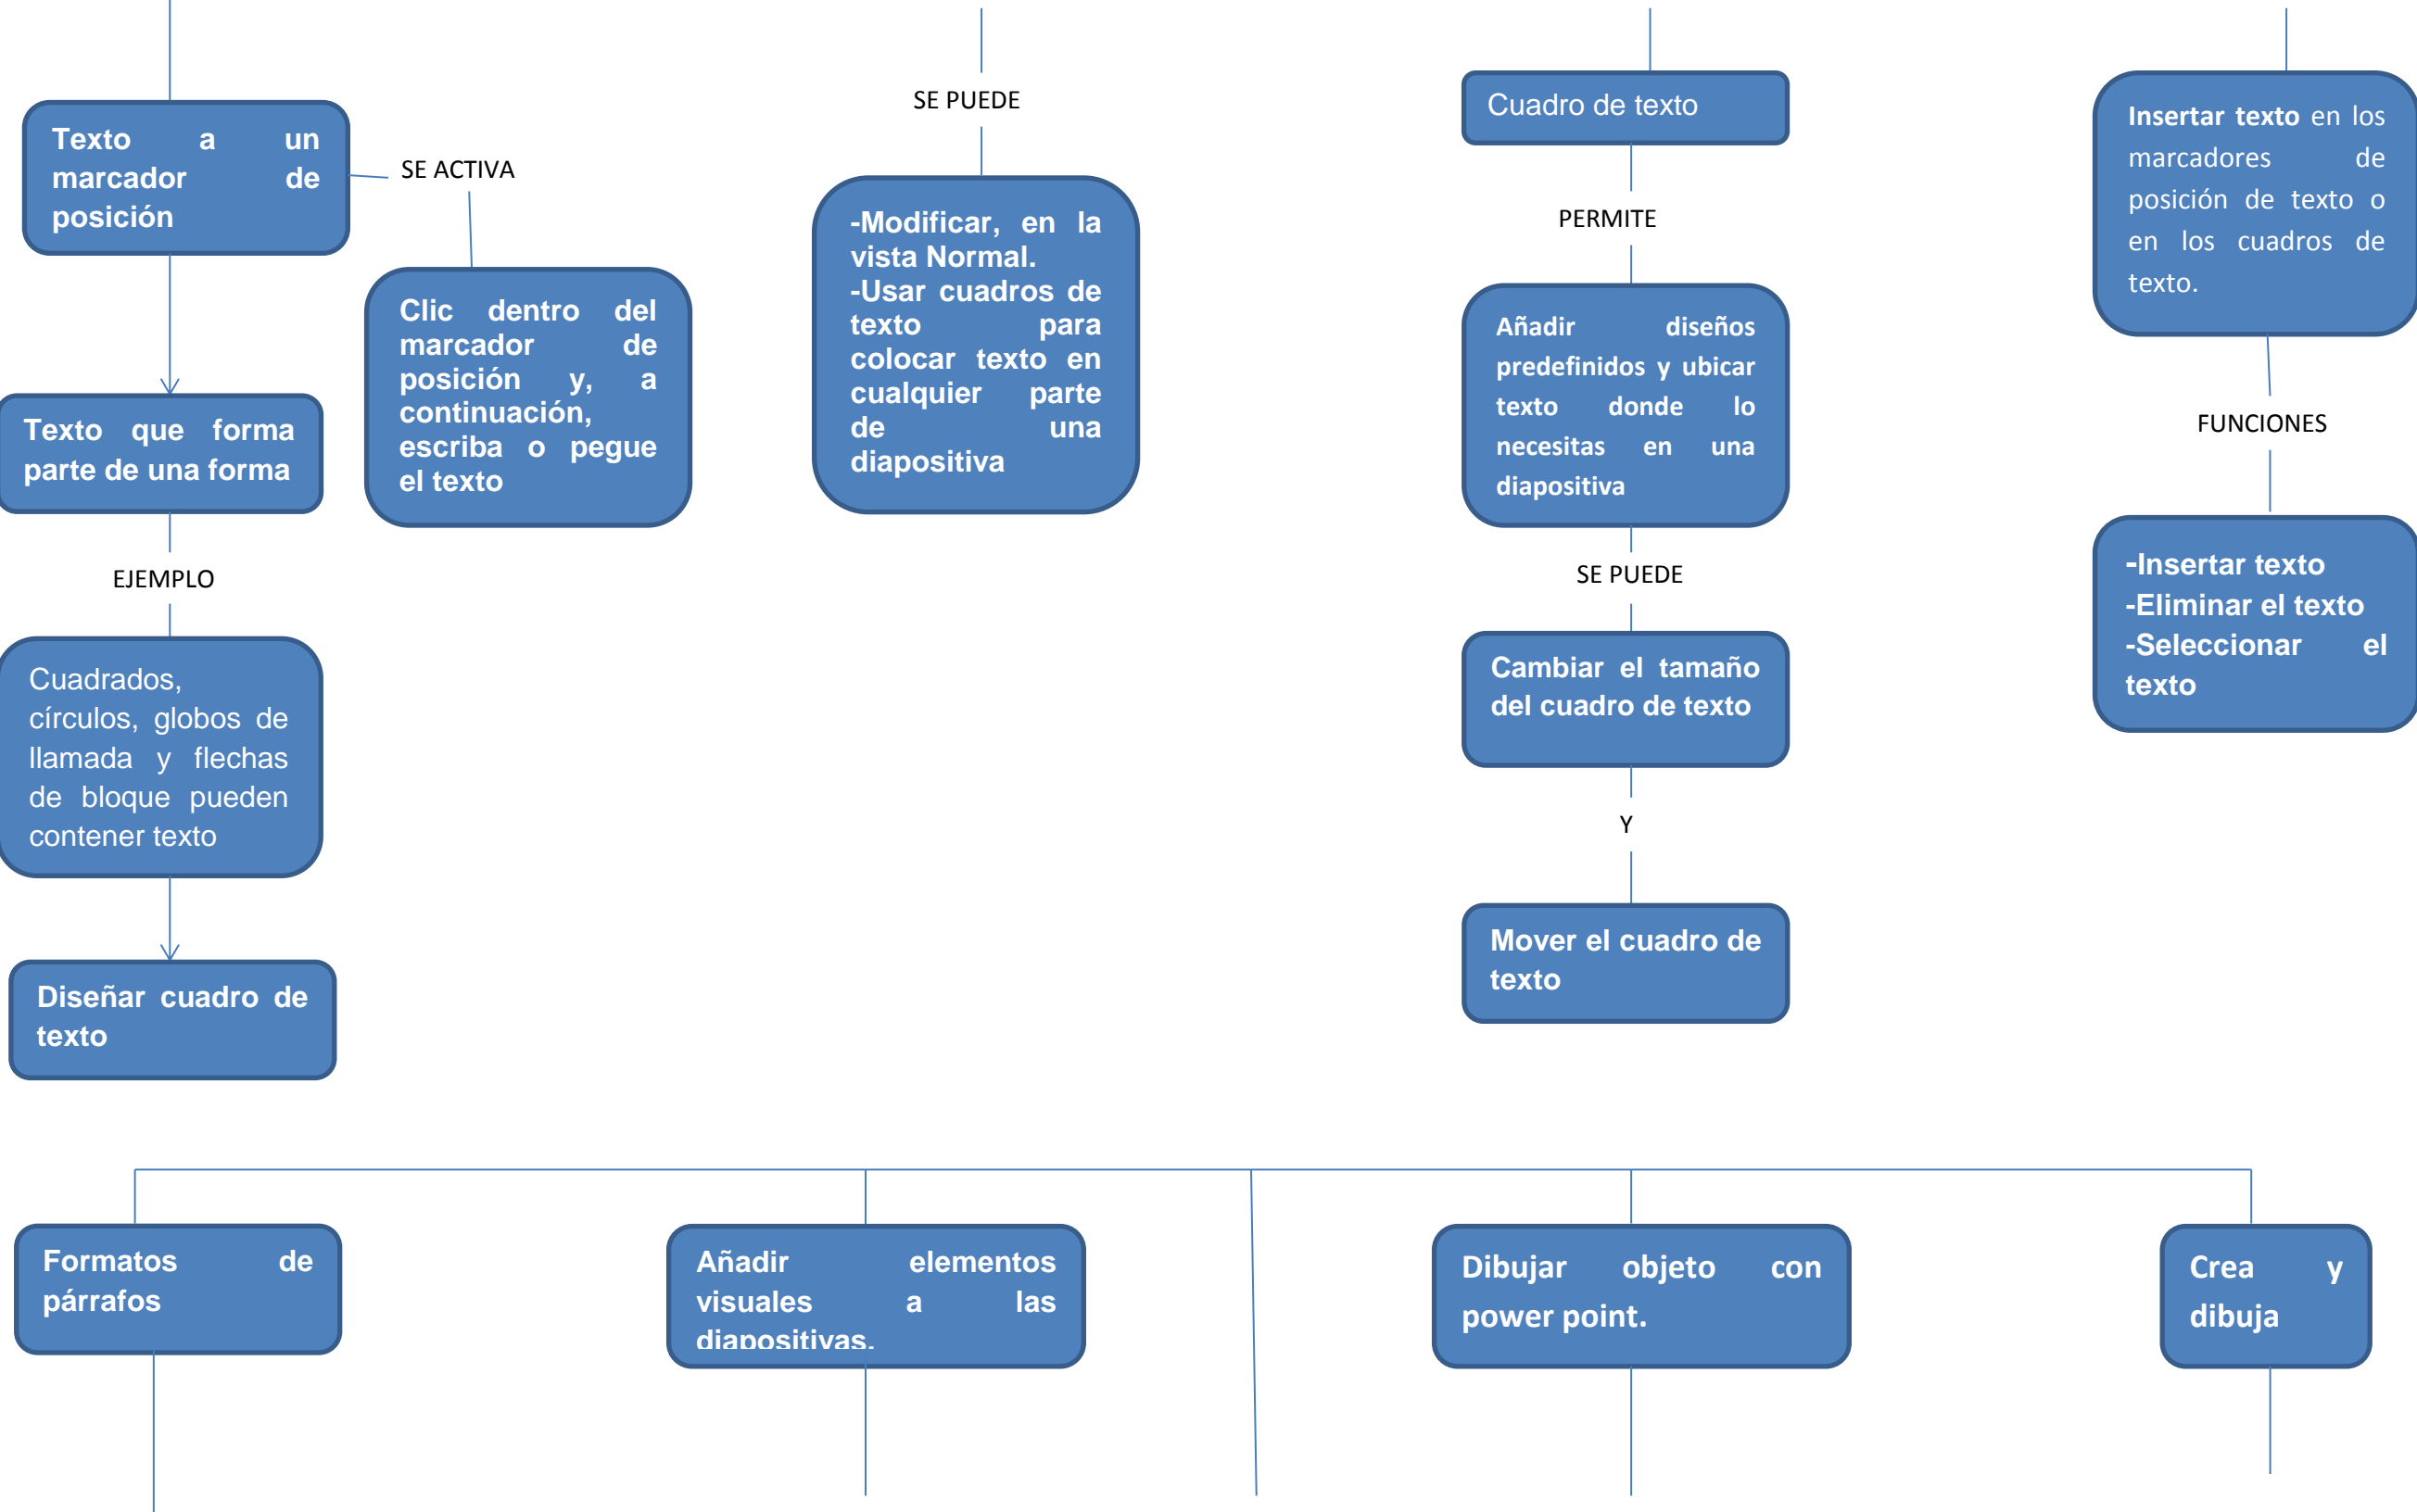 Texto a un
marcador de
posición
SE ACTIVA
Clic dentro del
marcador de
posición y, a
continuación,
escriba o pegue
el texto
Texto que forma
parte de una forma
EJEMPLO
Cuadrados,
círculos, globos de
llamada y flechas
de bloque pueden
contener texto
Diseñar cuadro de
texto
SE PUEDE
-Modificar, en la
vista Normal.
-Usar cuadros de
texto para
colocar texto en
cualquier parte
de una
diapositiva
Cuadro de texto
PERMITE
Añadir diseños
predefinidos y ubicar
texto donde lo
necesitas en una
diapositiva
SE PUEDE
Cambiar el tamaño
del cuadro de texto
Y
Mover el cuadro de
texto
Insertar texto en los
marcadores de
posición de texto o
en los cuadros de
texto.
FUNCIONES
-Insertar texto
-Eliminar el texto
-Seleccionar el
texto
Formatos de
párrafos
Añadir elementos
visuales a las
diapositivas.
Dibujar objeto con
power point.
Crea y
dibuja